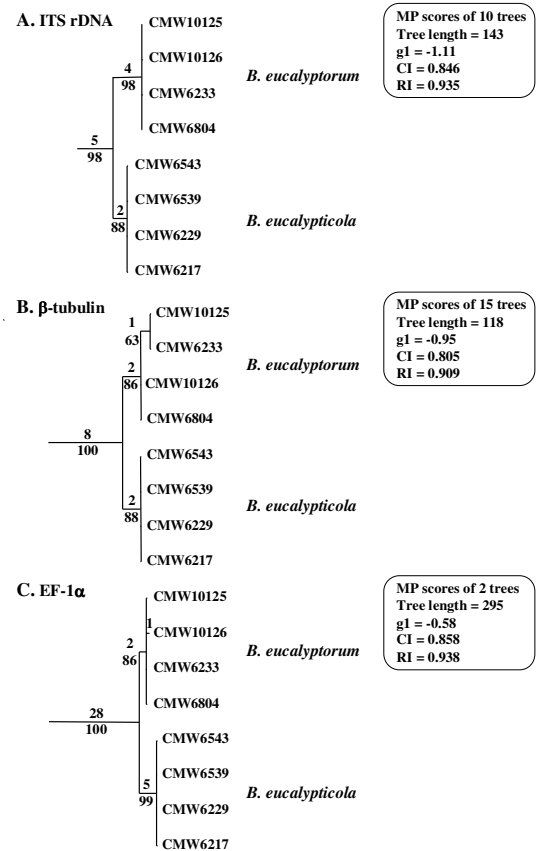 A. ITS rDNA
CMW10125
CMW10126
4
98
B. eucalyptorum
CMW6233
CMW6804
5
98
CMW6543
CMW6539
2
88
B. eucalypticola
CMW6229
CMW6217
MP scores of 10 trees
Tree length = 143
g1 = -1.11
CI = 0.846
RI = 0.935
B. β-tubulin
CMW10125
1
63
CMW6233
B. eucalyptorum
2
86
CMW10126
CMW6804
8
100
CMW6543
CMW6539
2
88
B. eucalypticola
CMW6229
CMW6217
MP scores of 15 trees
Tree length = 118
g1 = -0.95
CI = 0.805
RI = 0.909
C. EF-1α
CMW10125
1
CMW10126
2
86
B. eucalyptorum
CMW6233
CMW6804
28
100
CMW6543
CMW6539
5
99
B. eucalypticola
CMW6229
CMW6217
MP scores of 2 trees
Tree length = 295
g1 = -0.58
CI = 0.858
RI = 0.938